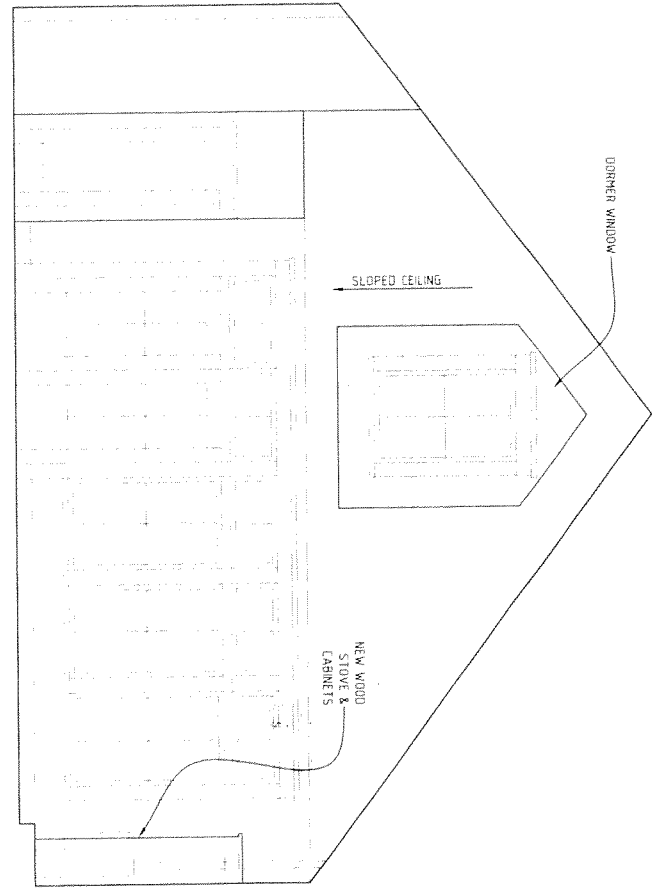 DORMER WINDOW
SLOPED CEILING
NEW WOOD
STOVE &
CABINETS